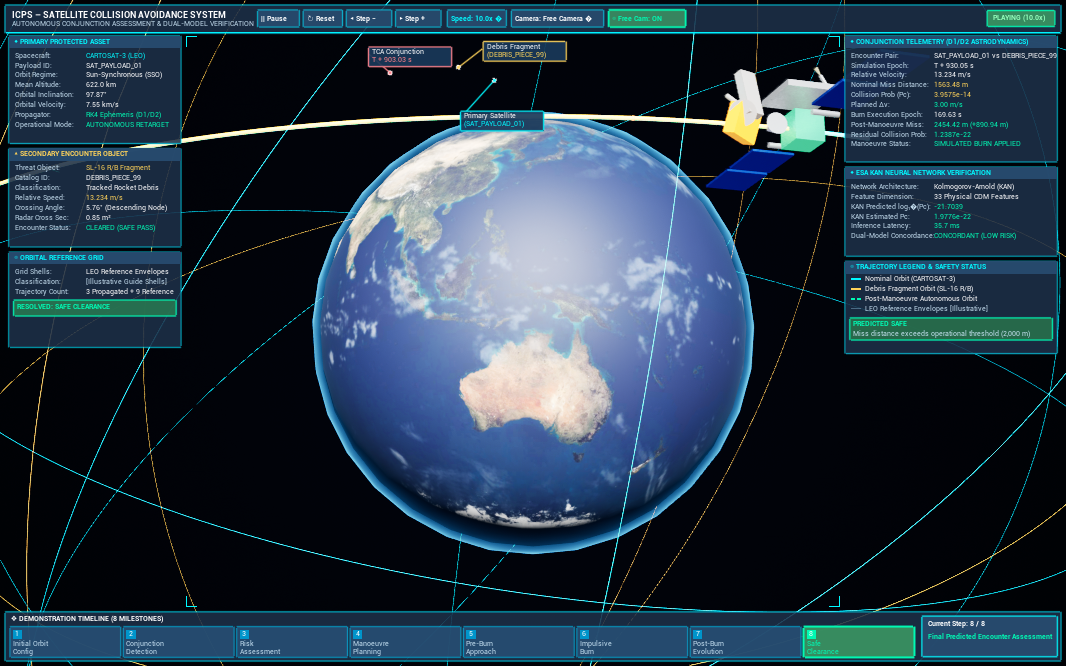 ICPS – SATELLITE COLLISION AVOIDANCE SYSTEM
AUTONOMOUS CONJUNCTION ASSESSMENT & DUAL-MODEL VERIFICATION
|| Pause
Reset
Step −
Step +
Speed: 10.0x �
Camera: Free Camera �
Free Cam: ON
PLAYING (10.0x)
PRIMARY PROTECTED ASSET
Spacecraft: CARTOSAT-3 (LEO)
Payload ID: SAT_PAYLOAD_01
Orbit Regime: Sun-Synchronous (SSO)
Mean Altitude: 622.0 km
Orbital Inclination: 97.87°
Orbital Velocity: 7.55 km/s
Propagator: RK4 Ephemeris (D1/D2)
Operational Mode: AUTONOMOUS RETARGET
SECONDARY ENCOUNTER OBJECT
Threat Object: SL-16 R/B Fragment
Catalog ID: DEBRIS_PIECE_99
Classification: Tracked Rocket Debris
Relative Speed: 13.234 m/s
Crossing Angle: 5.76° (Descending Node)
Radar Cross Sec: 0.85 m²
Encounter Status: CLEARED (SAFE PASS)
ORBITAL REFERENCE GRID
Grid Shells: LEO Reference Envelopes
Classification: [Illustrative Guide Shells]
Trajectory Count: 3 Propagated + 9 Reference
RESOLVED: SAFE CLEARANCE
TCA Conjunction
T + 903.03 s
Debris Fragment
(DEBRIS_PIECE_99)
Primary Satellite
(SAT_PAYLOAD_01)
CONJUNCTION TELEMETRY (D1/D2 ASTRODYNAMICS)
Encounter Pair: SAT_PAYLOAD_01 vs DEBRIS_PIECE_99
Simulation Epoch: T + 930.05 s
Relative Velocity: 13.234 m/s
Nominal Miss Distance: 1563.48 m
Collision Prob (Pc): 3.9575e-14
Planned Δv: 3.00 m/s
Burn Execution Epoch: 169.63 s
Post-Manoeuvre Miss: 2454.42 m (+890.94 m)
Residual Collision Prob: 1.2387e-22
Manoeuvre Status: SIMULATED BURN APPLIED
ESA KAN NEURAL NETWORK VERIFICATION
Network Architecture: Kolmogorov-Arnold (KAN)
Feature Dimension: 33 Physical CDM Features
KAN Predicted log₁�(Pc): -21.7039
KAN Estimated Pc: 1.9776e-22
Inference Latency: 35.7 ms
Dual-Model Concordance: CONCORDANT (LOW RISK)
TRAJECTORY LEGEND & SAFETY STATUS
Nominal Orbit (CARTOSAT-3)
Debris Fragment Orbit (SL-16 R/B)
Post-Manoeuvre Autonomous Orbit
LEO Reference Envelopes [Illustrative]
PREDICTED SAFE
Miss distance exceeds operational threshold (2,000 m)
DEMONSTRATION TIMELINE (8 MILESTONES)
1
Initial Orbit
Config
2
Conjunction
Detection
3
Risk
Assessment
4
Manoeuvre
Planning
5
Pre-Burn
Approach
6
Impulsive
Burn
7
Post-Burn
Evolution
8
Safe
Clearance
Current Step: 8 / 8
Final Predicted Encounter Assessment